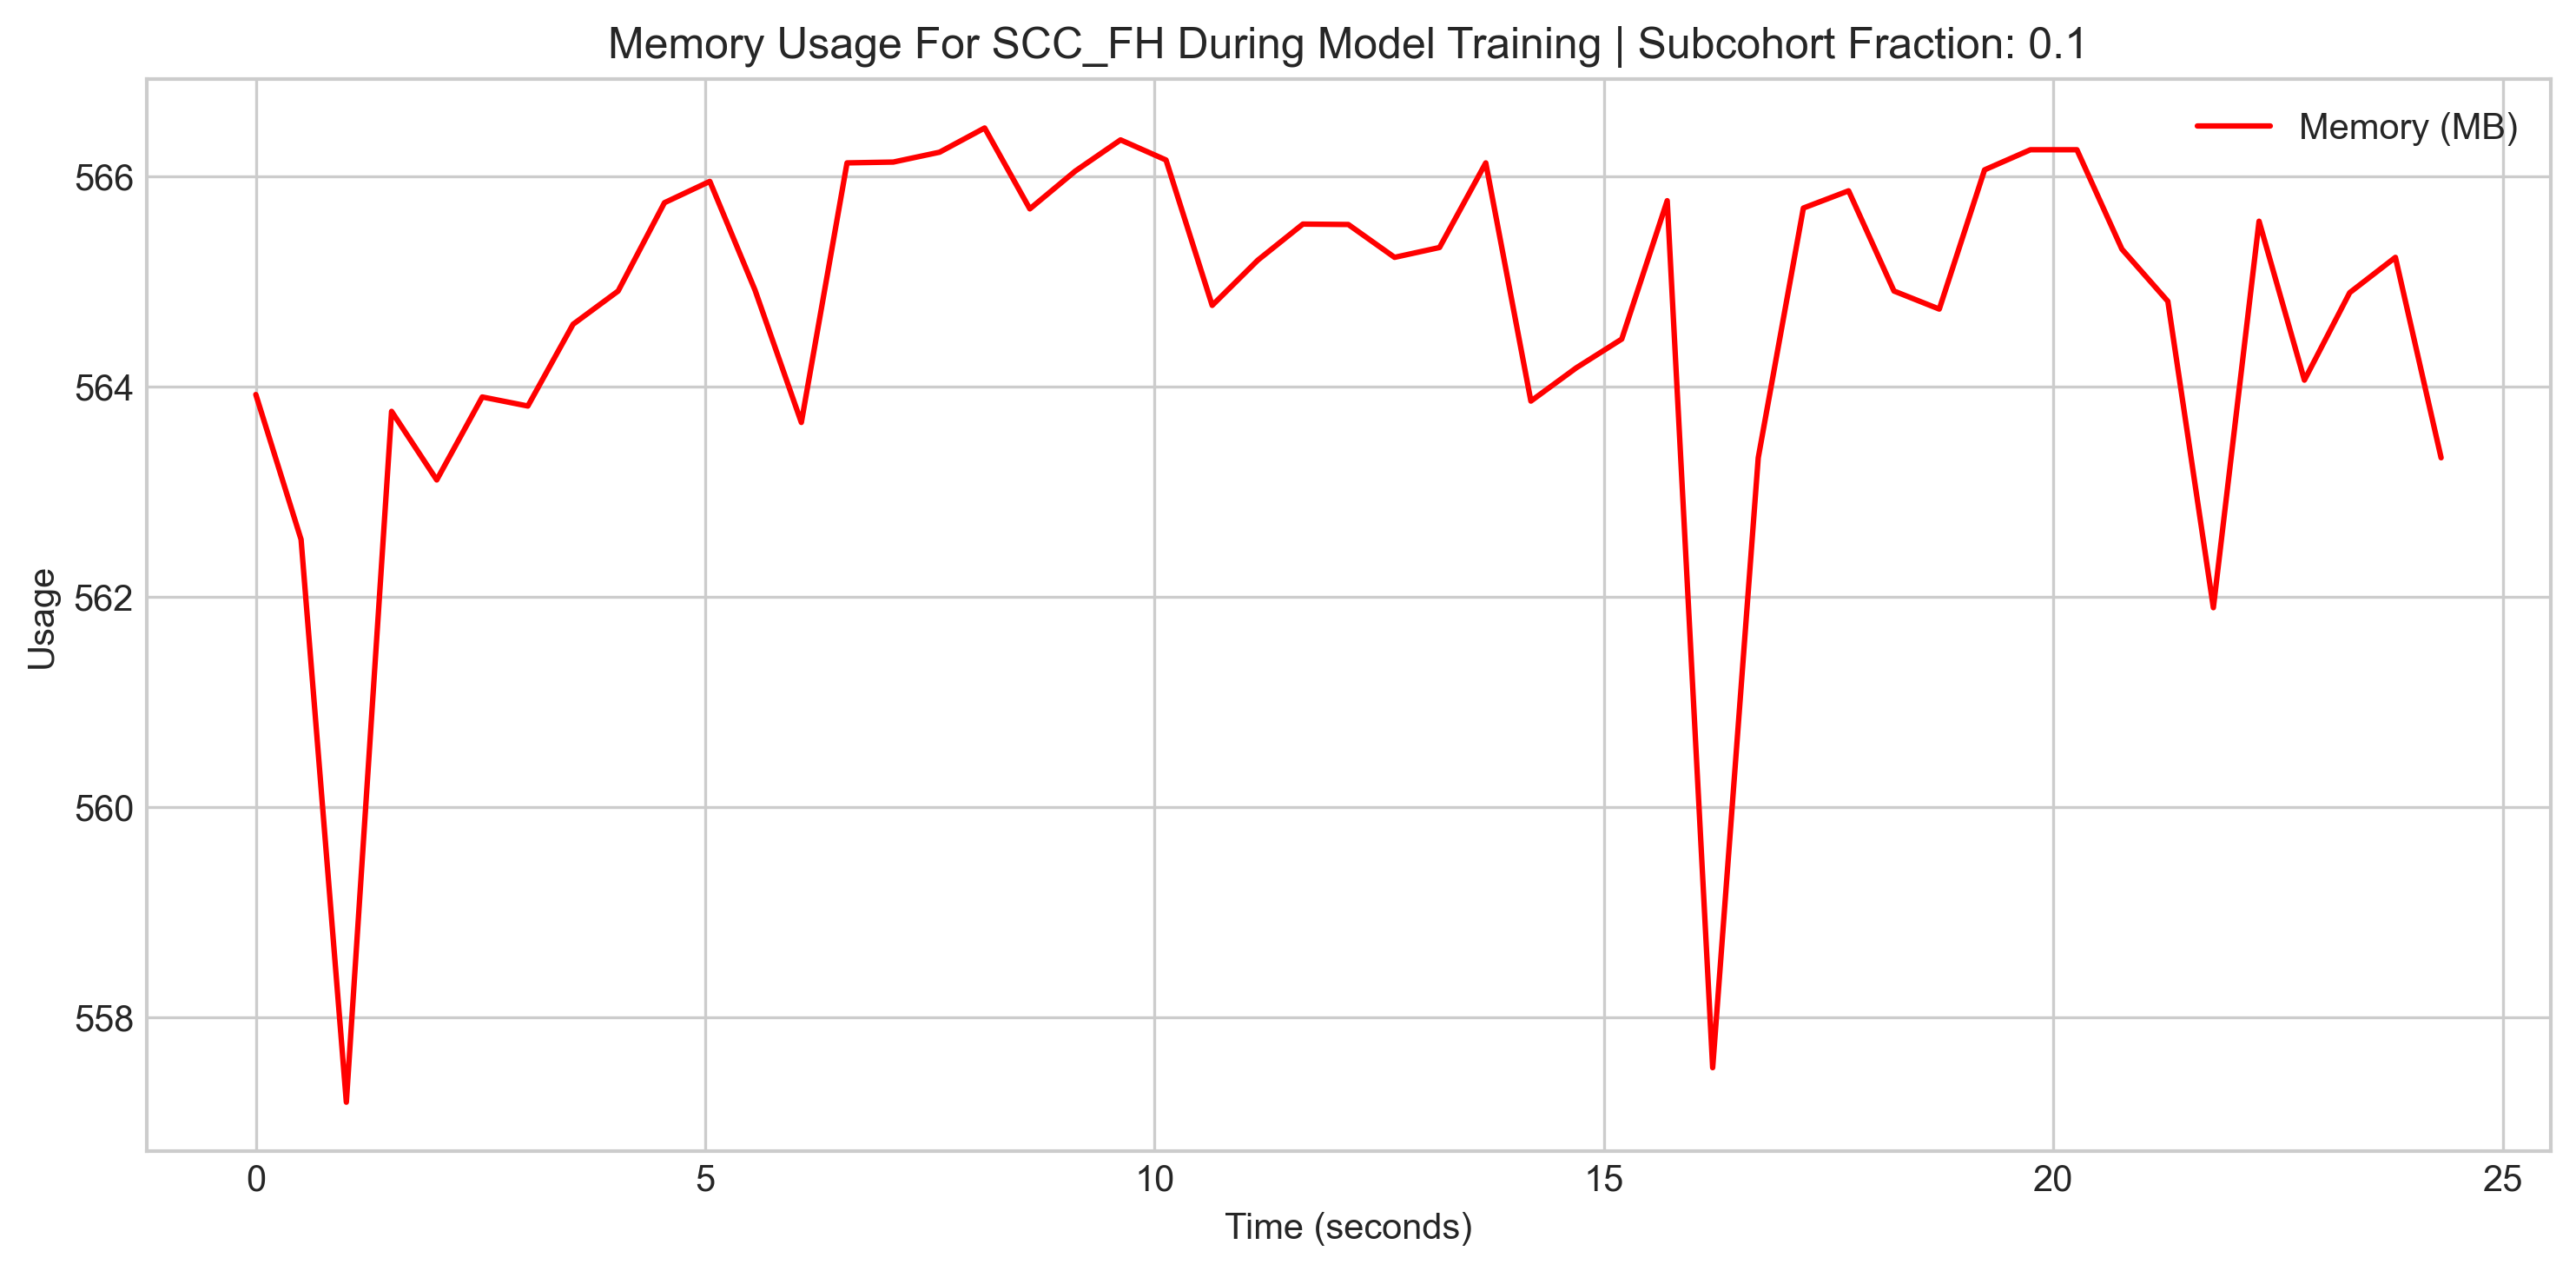 Memory Usage For SCC_FH During Model Training | Subcohort Fraction: 0.1
Memory (MB)
566
564
562
560
558
Usage
0 5 10 15 20 25
Time (seconds)